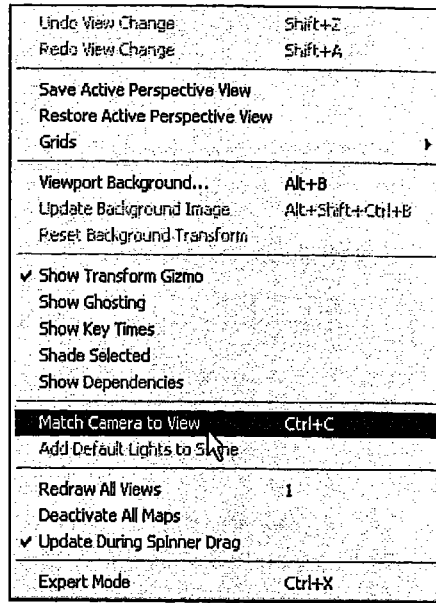 Undo View Change Shift+Z
Redo View Change Shift+A
Save Active Perspective View
Restore Active Perspective View
Grids
Viewport Background... Alt+B
Update Background Image Alt+Shift+Ctrl+B
Reset Background Transform
Show Transform Gizmo
Show Ghosting
Show Key Times
Shade Selected
Show Dependencies
Match Camera to View Ctrl+C
Add Default Lights to Scene
Redraw All Views 1
Deactivate All Maps
Update During Spinner Drag
Expert Mode Ctrl+X